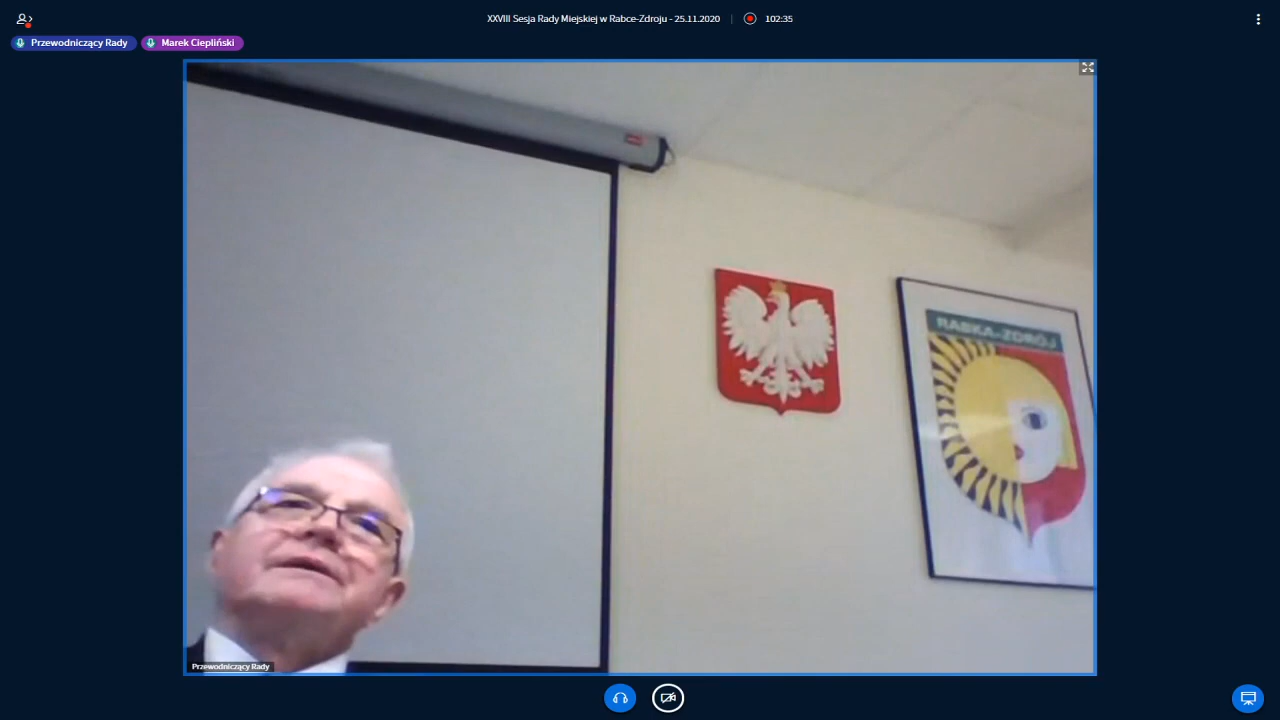 XXVIII Sesja Rady Miejskiej w Rabce-Zdroju - 25.11.2020
102:35
Przewodniczący Rady
Marek Ciepliński
RABKA-ZDRÓJ
Przewodniczący Rady